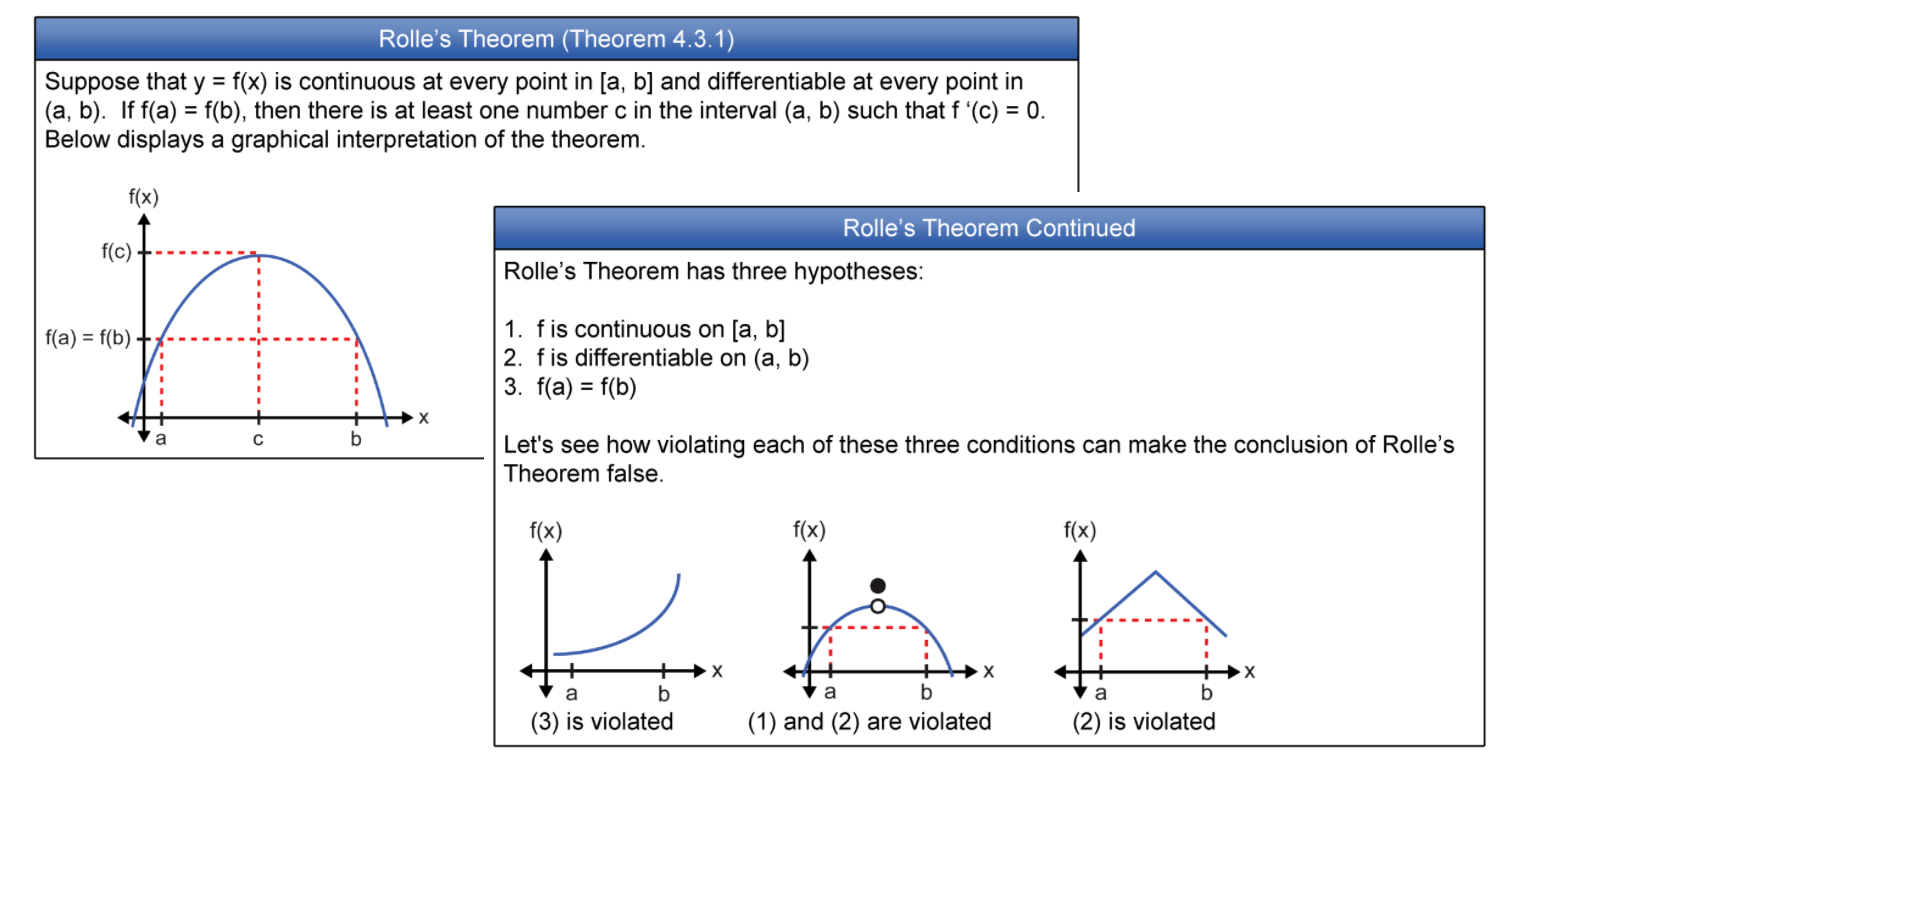 Rolle's Theorem (Theorem 4.3.1)
Suppose that y = f(x) is continuous at every point in [a, b] and differentiable at every point in
(a, b).  If f(a) = f(b), then there is at least one number c in the interval (a, b) such that f ‘(c) = 0.
Below displays a graphical interpretation of the theorem.
f(x)
f(c)
f(a) = f(b)
x
a
c
b
Rolle’s Theorem Continued
Rolle’s Theorem has three hypotheses:
1.  f is continuous on [a, b]
2.  f is differentiable on (a, b)
3.  f(a) = f(b)
Let's see how violating each of these three conditions can make the conclusion of Rolle’s
Theorem false.
f(x)
x
a
b
(3) is violated
f(x)
x
a
b
(1) and (2) are violated
f(x)
x
a
b
(2) is violated